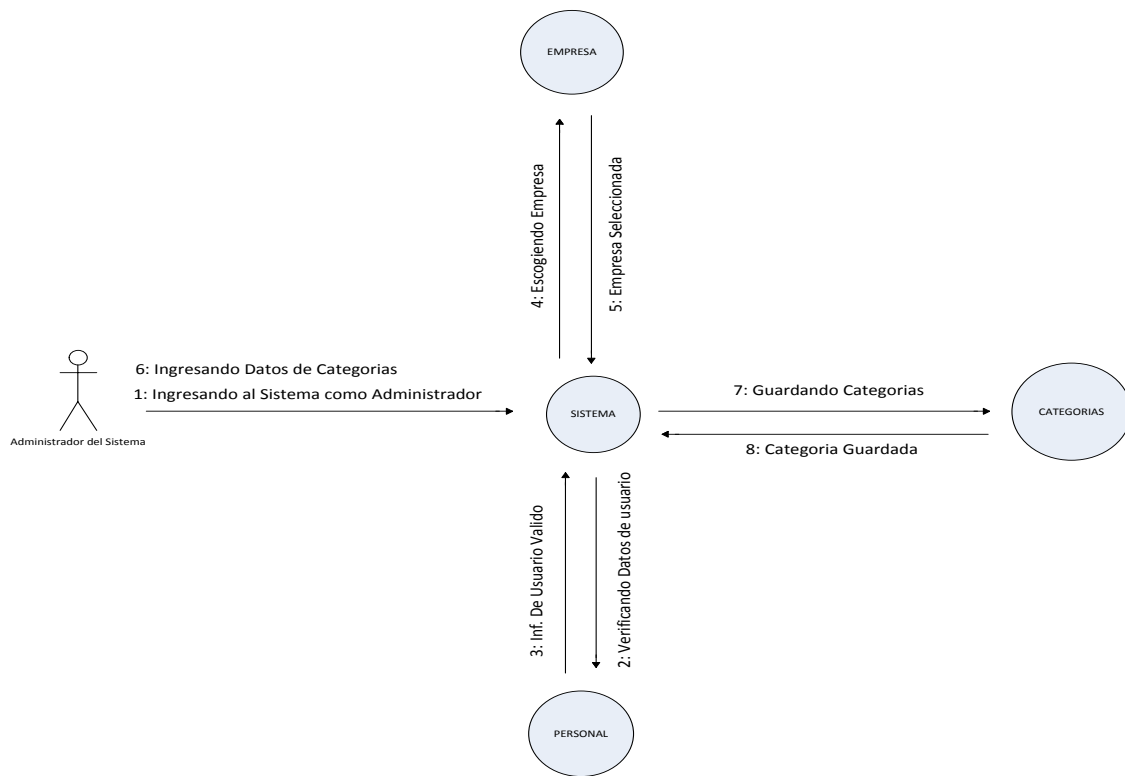 EMPRESA
4: Escogiendo Empresa
5: Empresa Seleccionada
6: Ingresando Datos de Categorias
1: Ingresando al Sistema como Administrador
Administrador del Sistema
SISTEMA
7: Guardando Categorias
8: Categoria Guardada
CATEGORIAS
3: Inf. De Usuario Valido
2: Verificando Datos de usuario
PERSONAL